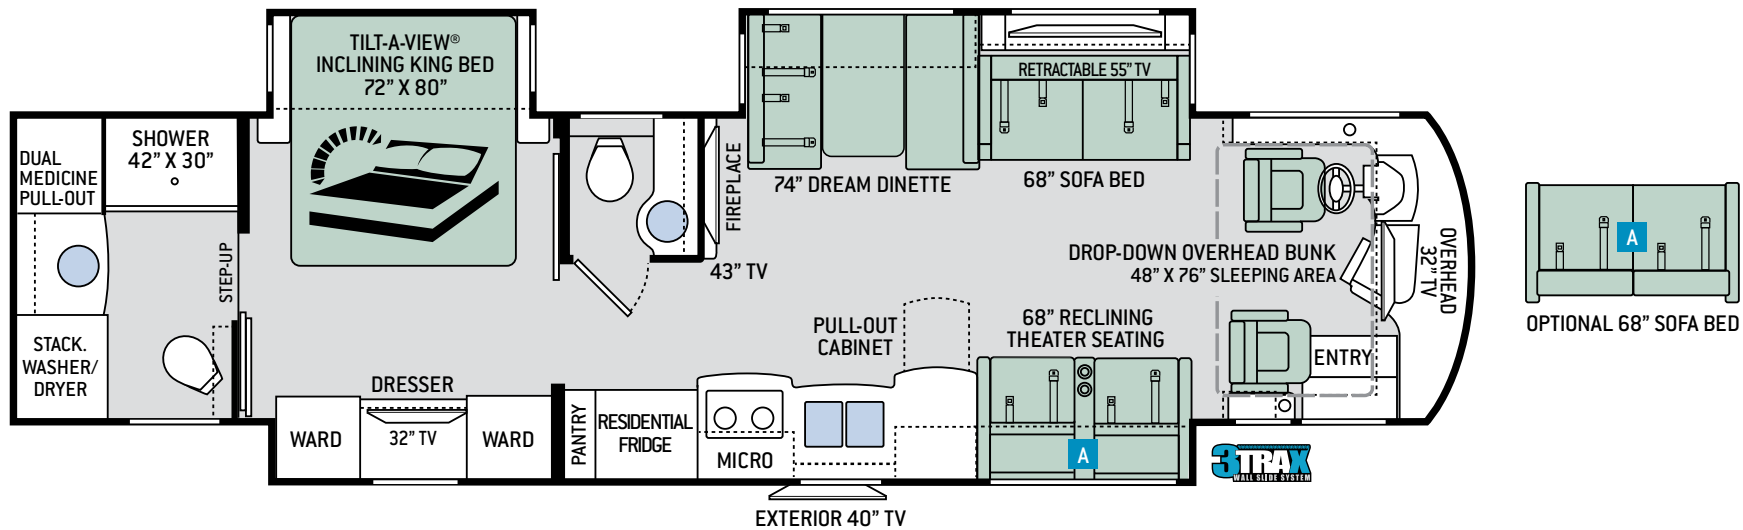 TILT-A-VIEW®
INCLINING KING BED
72” X 80”
SHOWER
42” X 30”
DUAL
MEDICINE
PULL-OUT
STEP-UP
STACK.
WASHER/
DRYER
DRESSER
WARD
32” TV
WARD
PANTRY
RESIDENTIAL
FRIDGE
MICRO
EXTERIOR 40” TV
FIREPLACE
43” TV
74” DREAM DINETTE
RETRACTABLE 55” TV
68” SOFA BED
PULL-OUT
CABINET
68” RECLINING
THEATER SEATING
A
DROP-DOWN OVERHEAD BUNK
48” X 76” SLEEPING AREA
OVERHEAD
32” TV
ENTRY
3TRAX
WALL SLIDE SYSTEM
A
OPTIONAL 68” SOFA BED